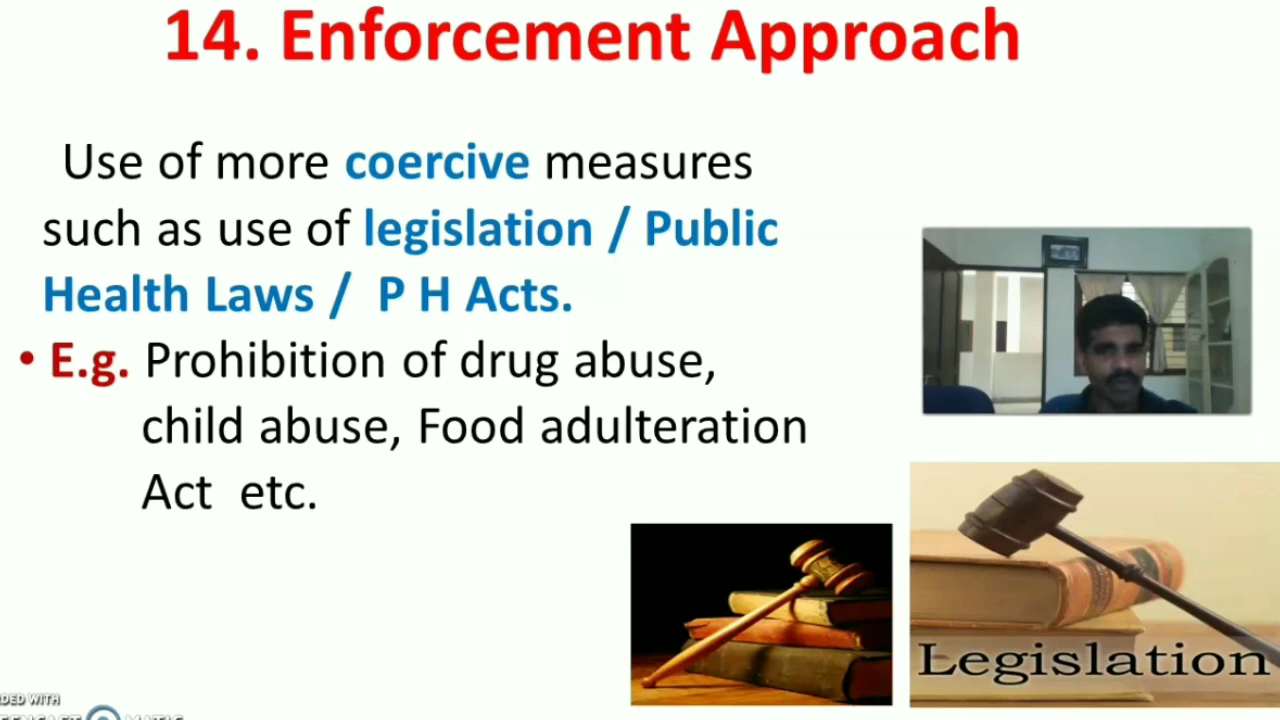 14. Enforcement Approach
Use of more coercive measures
such as use of legislation / Public
Health Laws / P H Acts.
• E.g. Prohibition of drug abuse,
child abuse, Food adulteration
Act etc.
Legislation
WITH